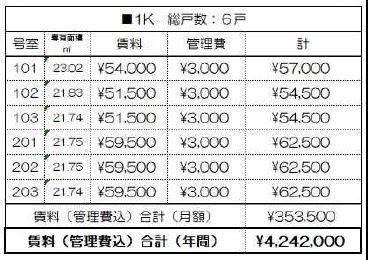 ■1K 総戸数：6戸
号室 専有面積 ㎡ 賃料 管理費 計
101 23.02 ¥54,000 ¥3,000 ¥57,000
102 21.83 ¥51,500 ¥3,000 ¥54,500
103 21.74 ¥51,500 ¥3,000 ¥54,500
201 21.75 ¥59,500 ¥3,000 ¥62,500
202 21.75 ¥59,500 ¥3,000 ¥62,500
203 21.74 ¥59,500 ¥3,000 ¥62,500
賃料（管理費込）合計（月額） ¥353,500
賃料（管理費込）合計（年間） ¥4,242,000